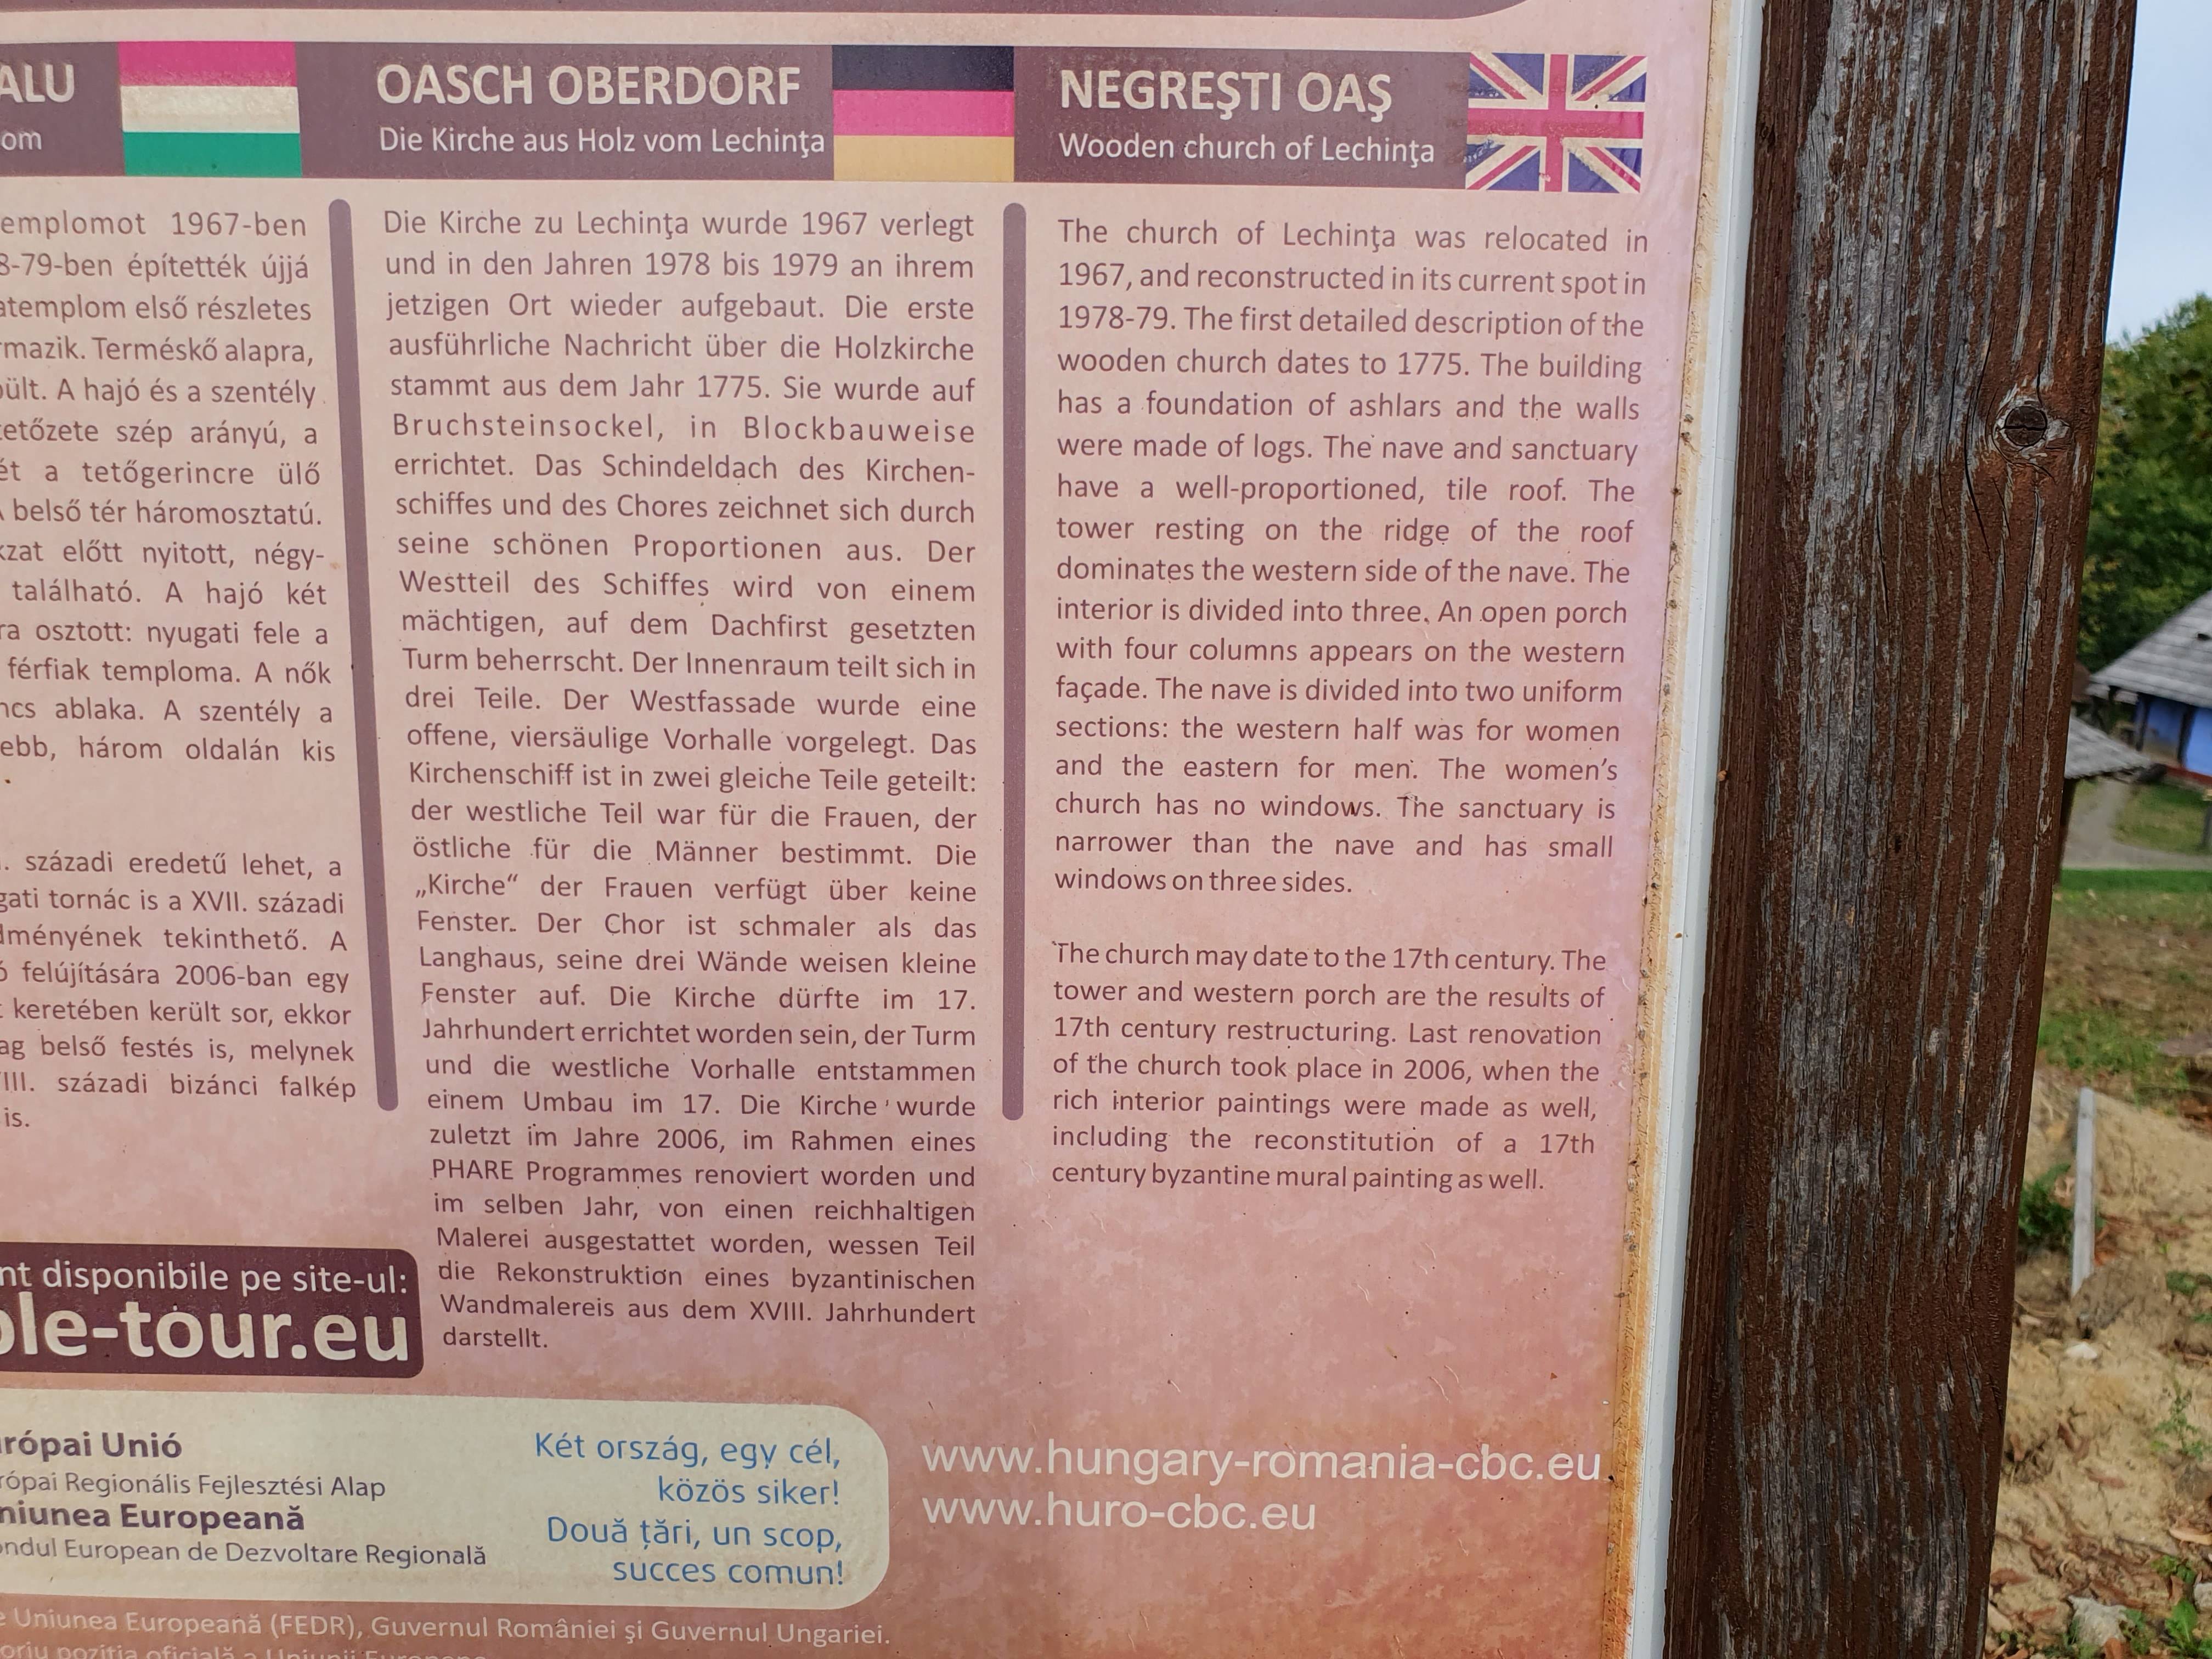 ALU
om
emplomot 1967-ben
8-79-ben építették újjá
atemplom első részletes
rmazik. Terméskő alapra,
ült. A hajó és a szentély
tetőzete szép arányú, a
ét a tetőgerincre ülő
belső tér háromosztatú.
kzat előtt nyitott, négy-
található. A hajó két
ra osztott: nyugati fele a
férfiak temploma. A nők
ncs ablaka. A szentély a
ebb, három oldalán kis
. századi eredetű lehet, a
gati tornác is a XVII. századi
dményének tekinthető. A
ó felújítására 2006-ban egy
keretében került sor, ekkor
ag belső festés is, melynek
III. századi bizánci falkép
is.
OASCH OBERDORF
Die Kirche aus Holz vom Lechinţa
Die Kirche zu Lechinţa wurde 1967 verlegt
und in den Jahren 1978 bis 1979 an ihrem
jetzigen Ort wieder aufgebaut. Die erste
ausführliche Nachricht über die Holzkirche
stammt aus dem Jahr 1775. Sie wurde auf
Bruchsteinsockel, in Blockbauweise
errichtet. Das Schindeldach des Kirchen-
schiffes und des Chores zeichnet sich durch
seine schönen Proportionen aus. Der
Westteil des Schiffes wird von einem
mächtigen, auf dem Dachfirst gesetzten
Turm beherrscht. Der Innenraum teilt sich in
drei Teile. Der Westfassade wurde eine
offene, viersäulige Vorhalle vorgelegt. Das
Kirchenschiff ist in zwei gleiche Teile geteilt:
der westliche Teil war für die Frauen, der
östliche für die Männer bestimmt. Die
„Kirche“ der Frauen verfügt über keine
Fenster. Der Chor ist schmaler als das
Langhaus, seine drei Wände weisen kleine
Fenster auf. Die Kirche dürfte im 17.
Jahrhundert errichtet worden sein, der Turm
und die westliche Vorhalle entstammen
einem Umbau im 17. Die Kirche wurde
zuletzt im Jahre 2006, im Rahmen eines
PHARE Programmes renoviert worden und
im selben Jahr, von einen reichhaltigen
Malerei ausgestattet worden, wessen Teil
die Rekonstruktion eines byzantinischen
Wandmalereis aus dem XVIII. Jahrhundert
darstellt.
NEGREŞTI OAŞ
Wooden church of Lechinţa
The church of Lechinţa was relocated in
1967, and reconstructed in its current spot in
1978-79. The first detailed description of the
wooden church dates to 1775. The building
has a foundation of ashlars and the walls
were made of logs. The nave and sanctuary
have a well-proportioned, tile roof. The
tower resting on the ridge of the roof
dominates the western side of the nave. The
interior is divided into three. An open porch
with four columns appears on the western
façade. The nave is divided into two uniform
sections: the western half was for women
and the eastern for men. The women’s
church has no windows. The sanctuary is
narrower than the nave and has small
windows on three sides.
The church may date to the 17th century. The
tower and western porch are the results of
17th century restructuring. Last renovation
of the church took place in 2006, when the
rich interior paintings were made as well,
including the reconstitution of a 17th
century byzantine mural painting as well.
nt disponibile pe site-ul:
ple-tour.eu
urópai Unió
urópai Regionális Fejlesztési Alap
niunea Europeană
ondul European de Dezvoltare Regională
Két ország, egy cél,
közös siker!
Două țări, un scop,
succes comun!
www.hungary-romania-cbc.eu
www.huro-cbc.eu
e Uniunea Europeană (FEDR), Guvernul României şi Guvernul Ungariei.
poziţia oficială a Uniunii Europene